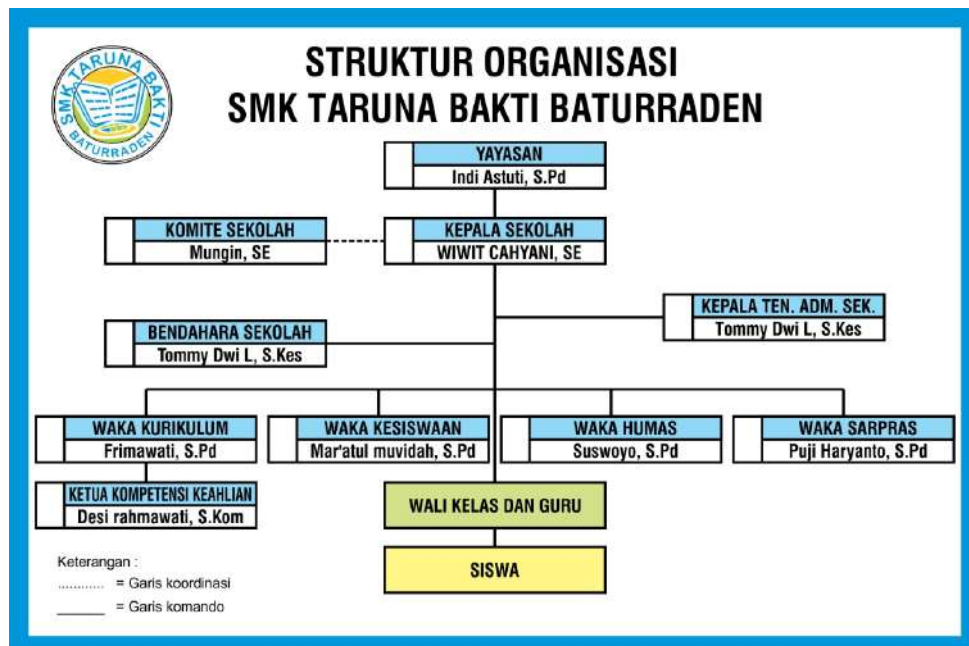 SMK TARUNA BAKTI
BATURRADEN
STRUKTUR ORGANISASI
SMK TARUNA BAKTI BATURRADEN
YAYASAN
Indi Astuti, S.Pd
KOMITE SEKOLAH
Mungin, SE
KEPALA SEKOLAH
WIWIT CAHYANI, SE
KEPALA TEN. ADM. SEK.
Tommy Dwi L, S.Kes
BENDAHARA SEKOLAH
Tommy Dwi L, S.Kes
WAKA KURIKULUM
Frimawati, S.Pd
WAKA KESISWAAN
Mar'atul muvidah, S.Pd
WAKA HUMAS
Suswoyo, S.Pd
WAKA SARPRAS
Puji Haryanto, S.Pd
KETUA KOMPETENSI KEAHLIAN
Desi rahmawati, S.Kom
WALI KELAS DAN GURU
SISWA
Keterangan :
............ = Garis koordinasi
______ = Garis komando